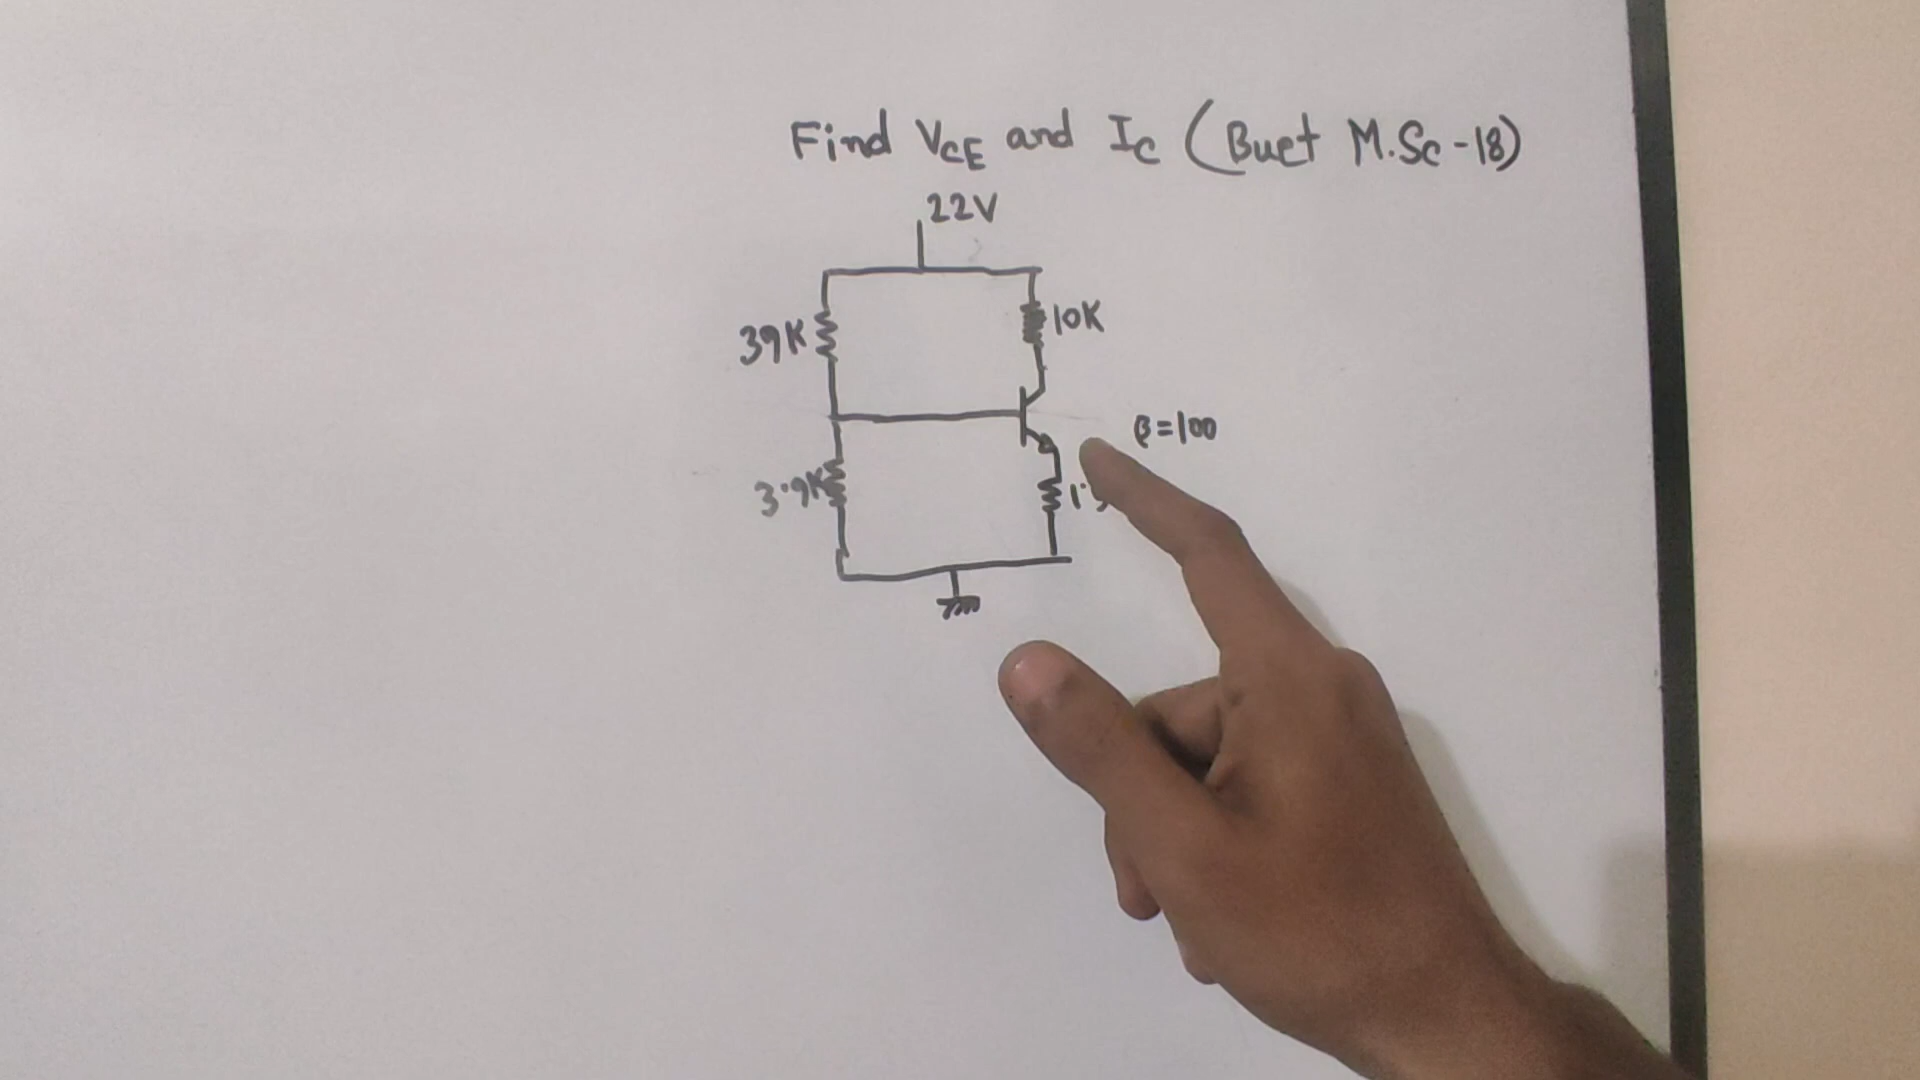 Find VCE and IC (Buet M.Sc-18)
22V
39K
10K
β=100
3.9K